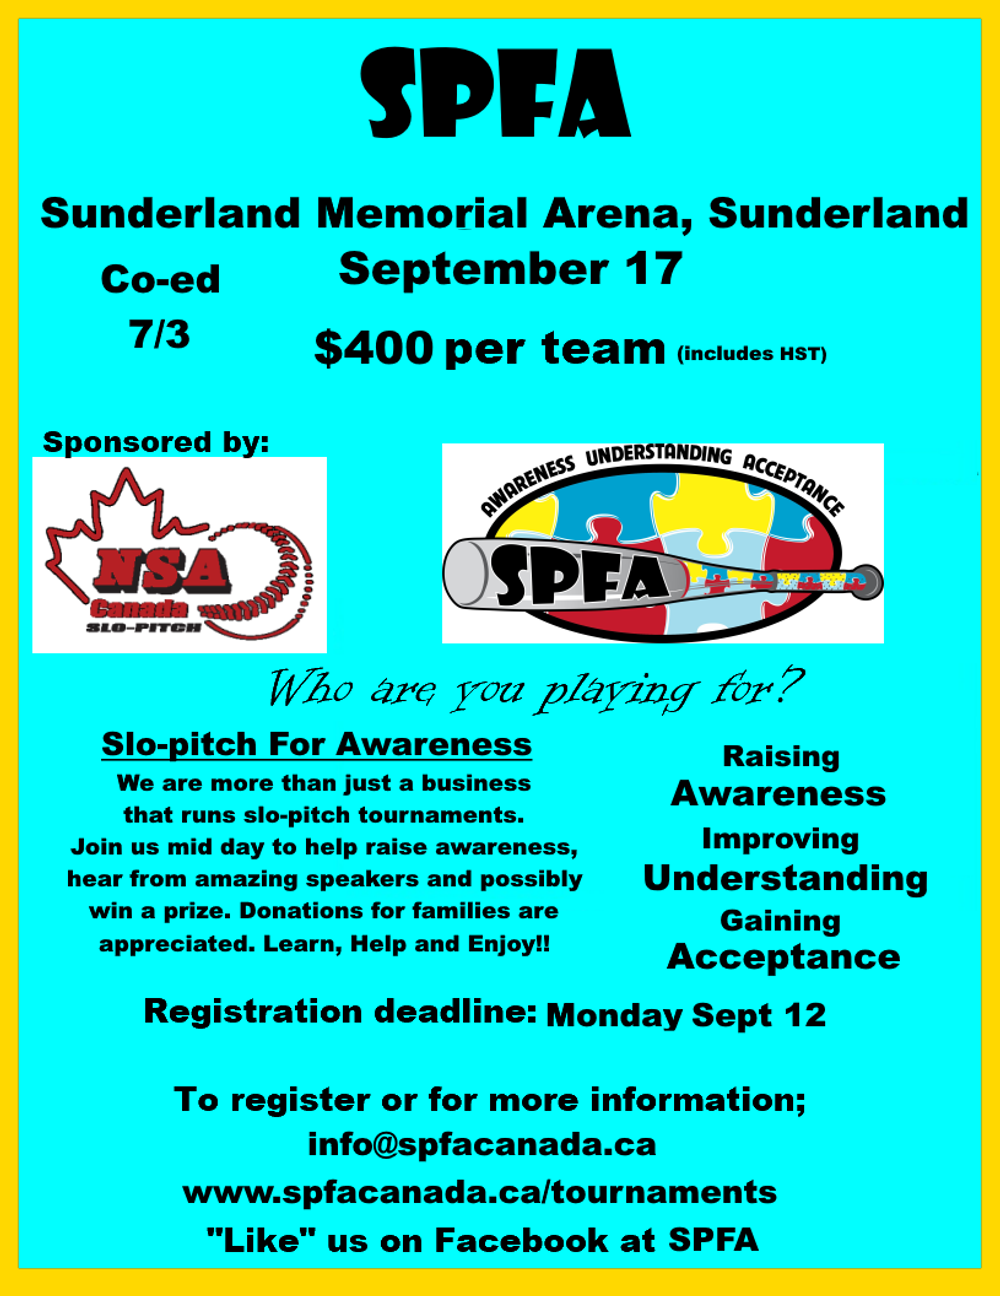 SPFA
Sunderland Memorial Arena, Sunderland
September 17
Co-ed
7/3
$400 per team (includes HST)
Sponsored by:
NSA
Canada
SLO-PITCH
AWARENESS UNDERSTANDING ACCEPTANCE
SPFA
Who are you playing for?
Slo-pitch For Awareness
We are more than just a business
that runs slo-pitch tournaments.
Join us mid day to help raise awareness,
hear from amazing speakers and possibly
win a prize. Donations for families are
appreciated. Learn, Help and Enjoy!!
Raising
Awareness
Improving
Understanding
Gaining
Acceptance
Registration deadline: Monday Sept 12
To register or for more information;
info@spfacanada.ca
www.spfacanada.ca/tournaments
"Like" us on Facebook at SPFA